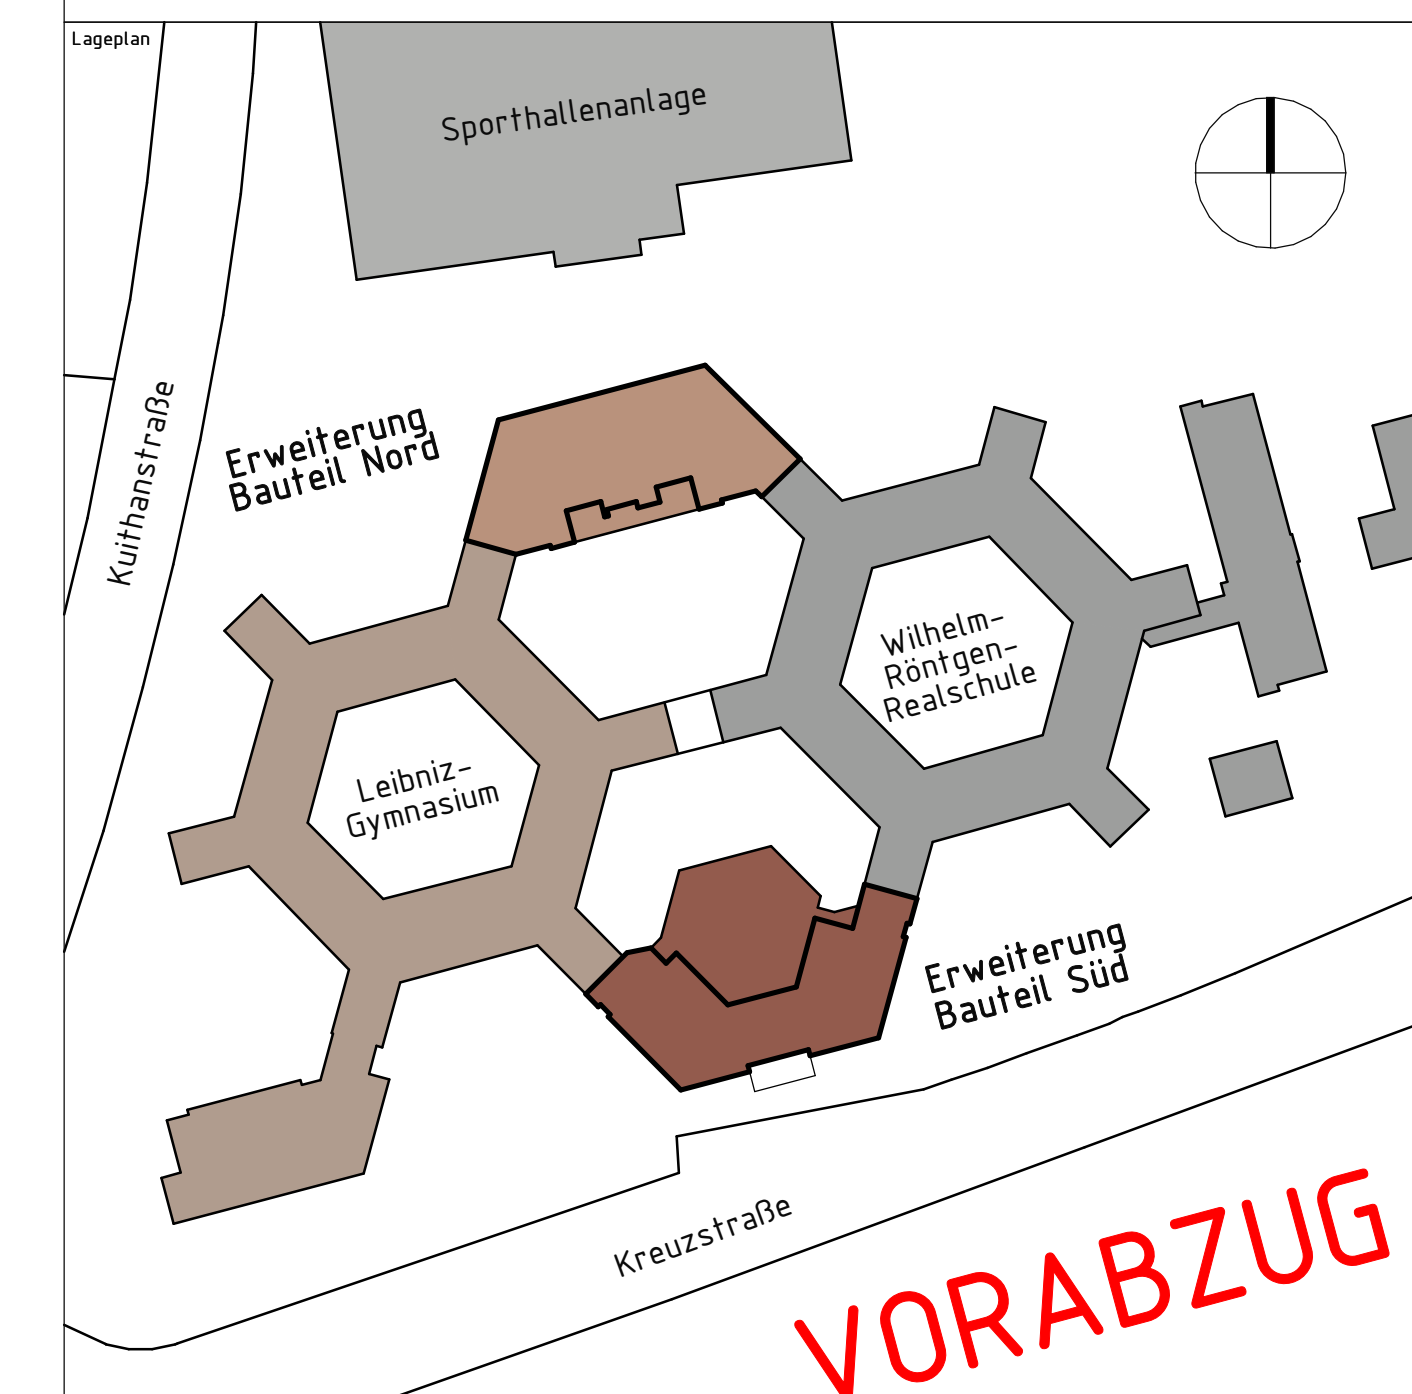 Lageplan
Sporthallenanlage
Kuithanstraße
Erweiterung
Bauteil Nord
Wilhelm-
Röntgen-
Realschule
Leibniz-
Gymnasium
Erweiterung
Bauteil Süd
Kreuzstraße
VORABZUG